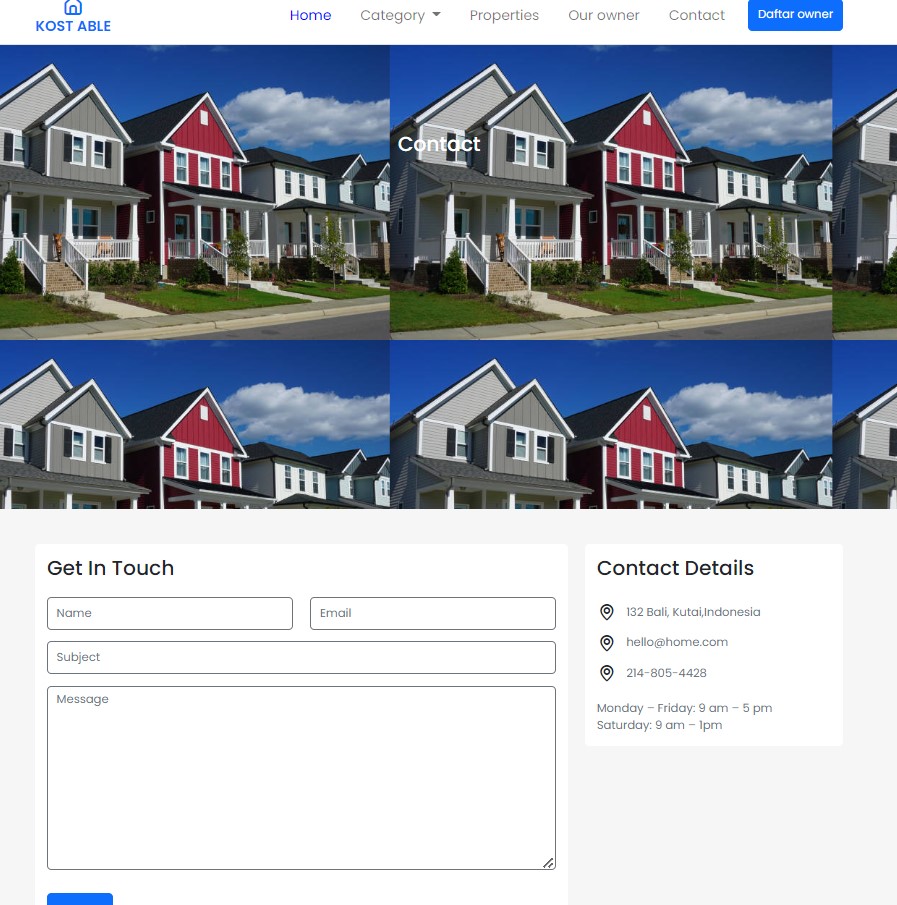 KOST ABLE
Home Category Properties Our owner Contact Daftar owner
Contact
Get In Touch
Name
Email
Subject
Message
Contact Details
132 Bali, Kutai,Indonesia
hello@home.com
214-805-4428
Monday – Friday: 9 am – 5 pm
Saturday: 9 am – 1pm